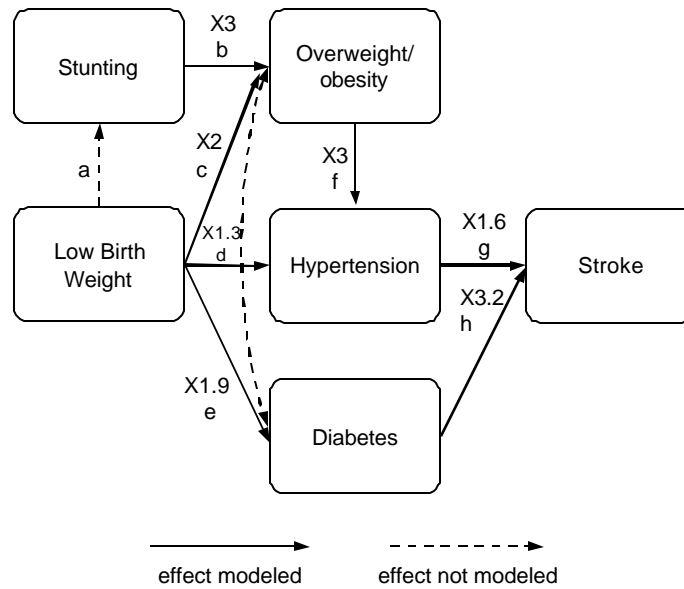 X3
b
Stunting
Overweight/
obesity
X2
c
a
X3
f
Low Birth
Weight
X1.3
d
Hypertension
X1.6
g
Stroke
X3.2
h
X1.9
e
Diabetes
effect modeled
effect not modeled